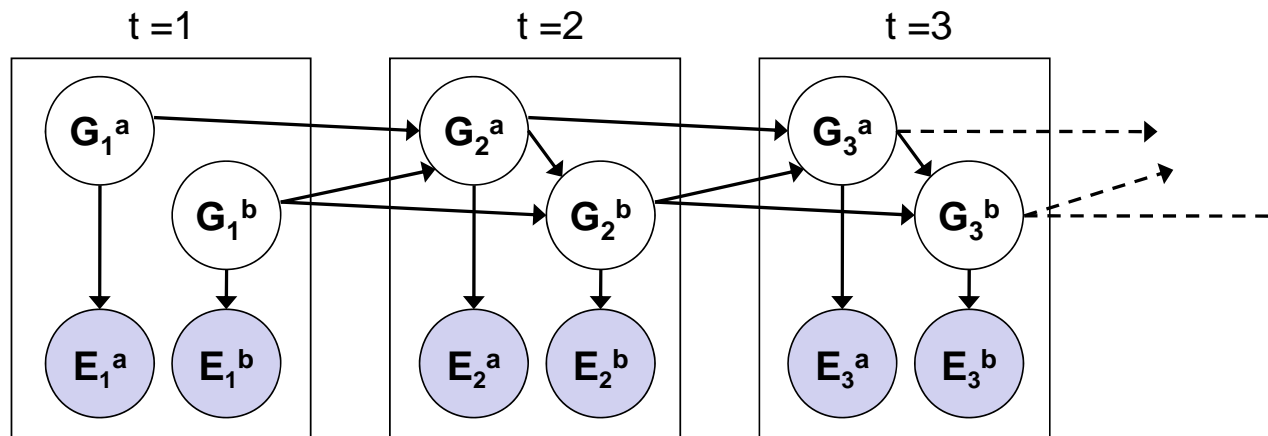 t =1 t =2 t =3
G₁ᵃ G₂ᵃ G₃ᵃ
G₁ᵇ G₂ᵇ G₃ᵇ
E₁ᵃ E₁ᵇ E₂ᵃ E₂ᵇ E₃ᵃ E₃ᵇ